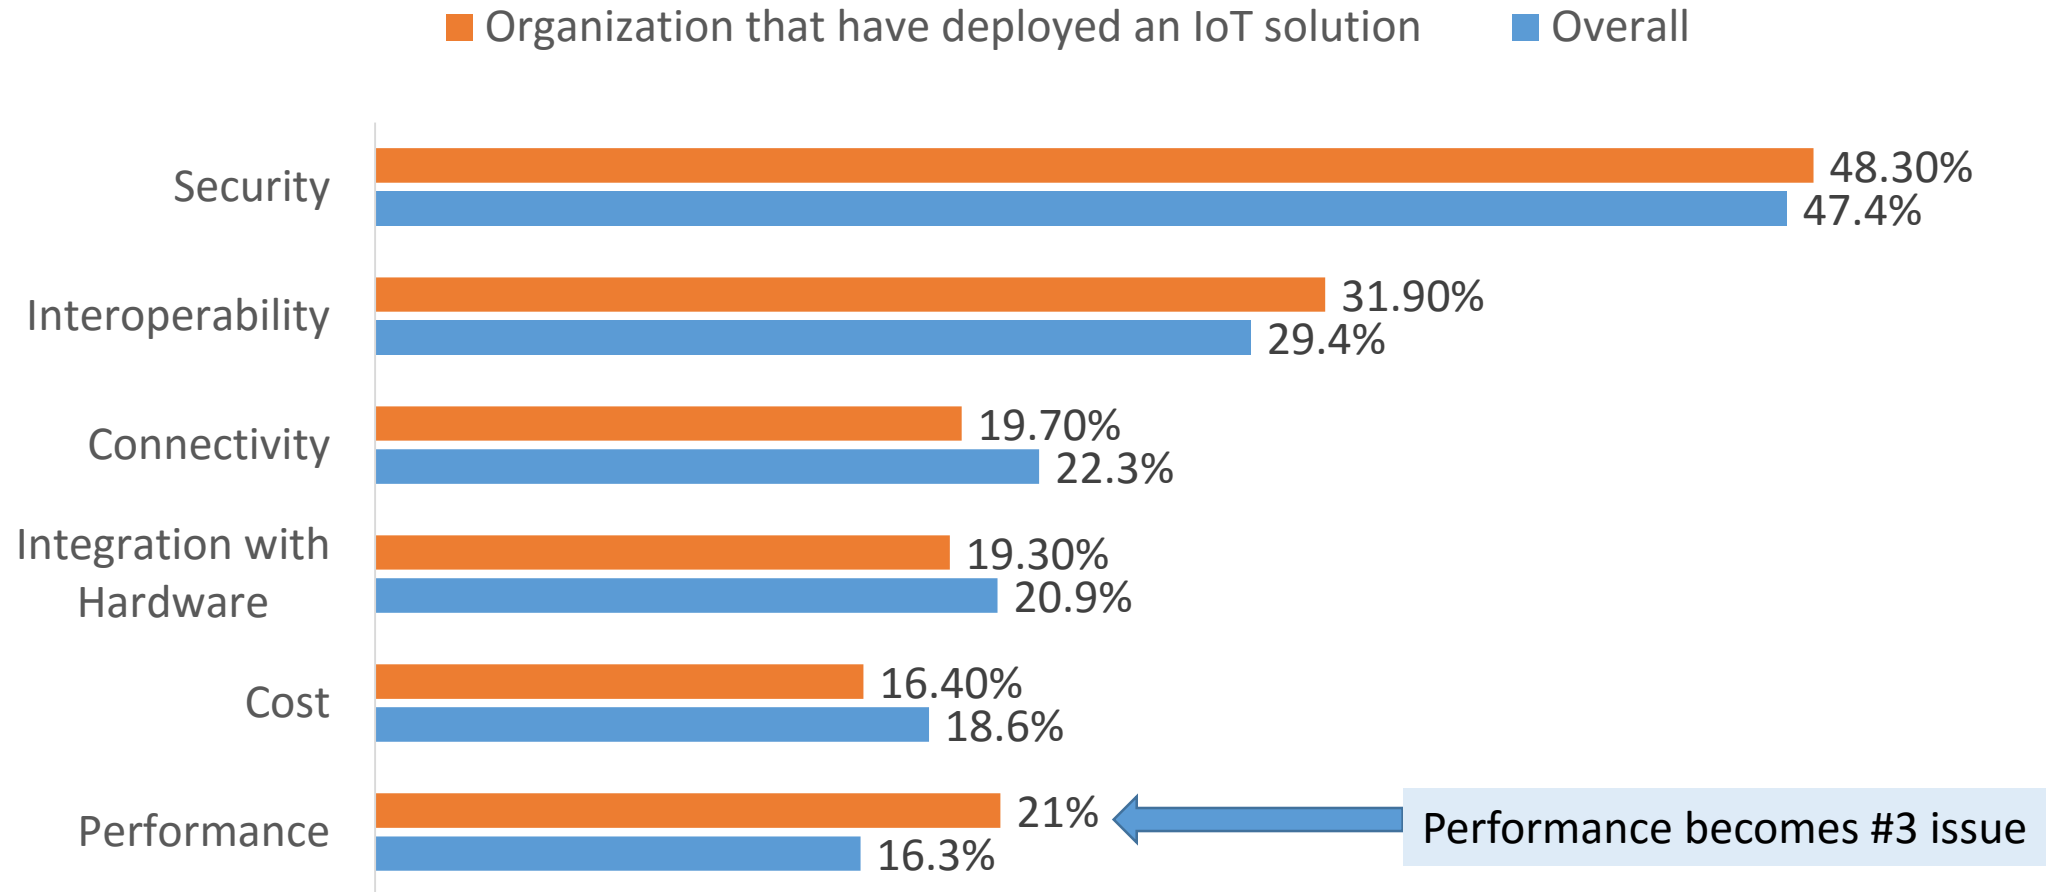 Organization that have deployed an IoT solution Overall
Security
48.30%
47.4%
Interoperability
31.90%
29.4%
Connectivity
19.70%
22.3%
Integration with
Hardware
19.30%
20.9%
Cost
16.40%
18.6%
Performance
21%
16.3%
Performance becomes #3 issue